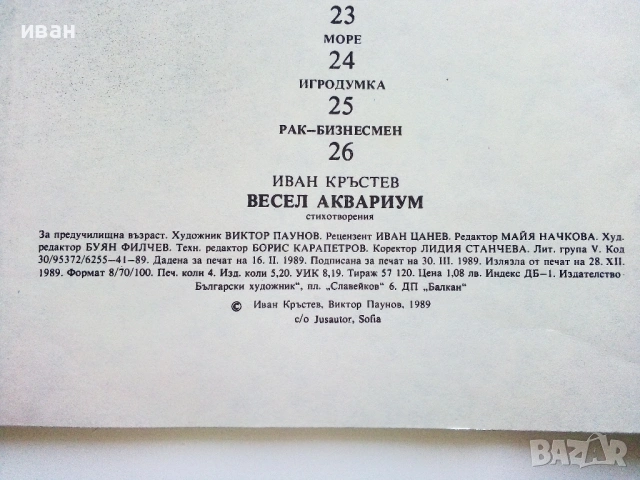 иван
23
МОРЕ
24
ИГРОДУМКА
25
РАК—БИЗНЕСМЕН
26
ИВАН КРЪСТЕВ
ВЕСЕЛ АКВАРИУМ
стихотворения
За предучилищна възраст. Художник ВИКТОР ПАУНОВ. Рецензент ИВАН ЦАНЕВ. Редактор МАЙЯ НАЧКОВА. Худ.
редактор БУЯН ФИЛЧЕВ. Техн. редактор БОРИС КАРАПЕТРОВ. Коректор ЛИДИЯ СТАНЧЕВА. Лит. група V. Код
30/95372/6255—41—89. Дадена за печат на 16. II. 1989. Подписана за печат на 30. III. 1989. Излязла от печат на 28. XII.
1989. Формат 8/70/100. Печ. коли 4. Изд. коли 5,20. УИК 8,19. Тираж 57 120. Цена 1,08 лв. Индекс ДБ—1. Издателство
Български художник“, пл. „Славейков“ 6. ДП „Балкан“
© Иван Кръстев, Виктор Паунов, 1989
c/o Jusautor, Sofia
BAZAR